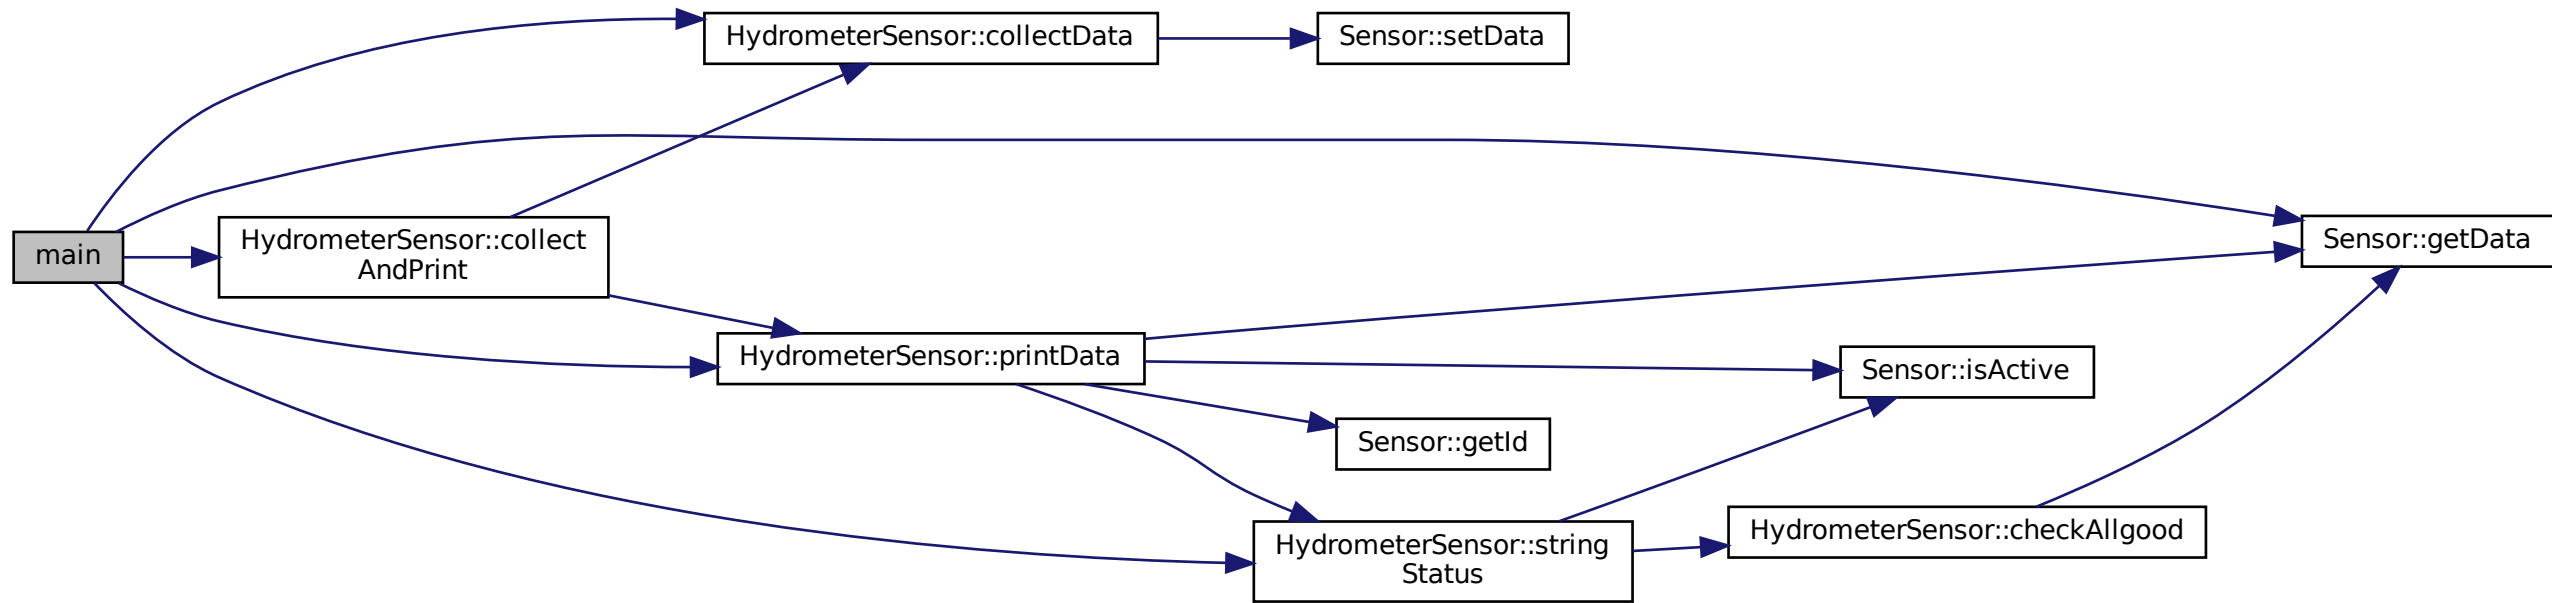 HydrometerSensor::collectData
Sensor::setData
main
HydrometerSensor::collect
AndPrint
Sensor::getData
HydrometerSensor::printData
Sensor::isActive
Sensor::getId
HydrometerSensor::string
Status
HydrometerSensor::checkAllgood